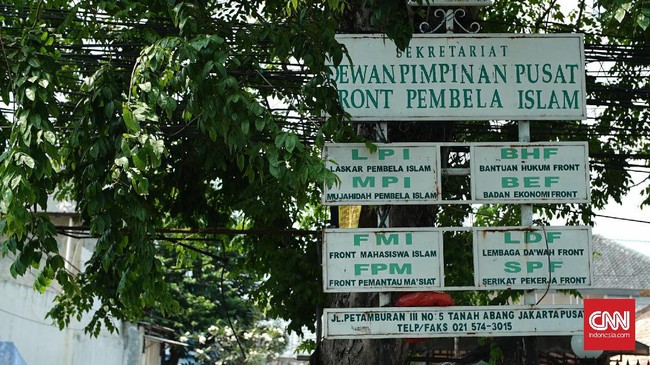 SEKRETARIAT
DEWAN PIMPINAN PUSAT
FRONT PEMBELA ISLAM
LPI
LASKAR PEMBELA ISLAM
MPI
MUJAHIDAH PEMBELA ISLAM
BHF
BANTUAN HUKUM FRONT
BEF
BADAN EKONOMI FRONT
FMI
FRONT MAHASISWA ISLAM
FPM
FRONT PEMANTAU MA'SIAT
LDF
LEMBAGA DA'WAH FRONT
SPF
SERIKAT PEKERJA FRONT
JL. PETAMBURAN III NO. 5 TANAH ABANG JAKARTA PUSAT
TELP/FAKS 021 574-3015
CNN
Indonesia.com